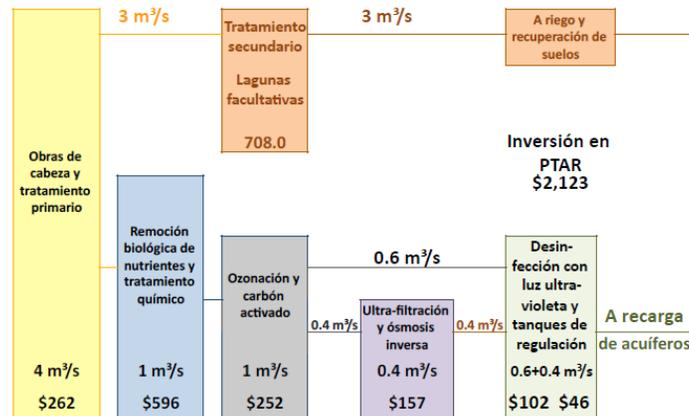 3 m³/s
Tratamiento
secundario
Lagunas
facultativas
708.0
3 m³/s
A riego y
recuperación de
suelos
Obras de
cabeza y
tratamiento
primario
4 m³/s
$262
Remoción
biológica de
nutrientes y
tratamiento
químico
1 m³/s
$596
Ozonación y
carbón
activado
1 m³/s
$252
Inversión en
PTAR
$2,123
0.6 m³/s
0.4 m³/s
Ultra-filtración
y ósmosis
inversa
0.4 m³/s
$157
0.4 m³/s
Desin-
fección con
luz ultra-
violeta y
tanques de
regulación
0.6+0.4 m³/s
$102 $46
A recarga
de acuíferos